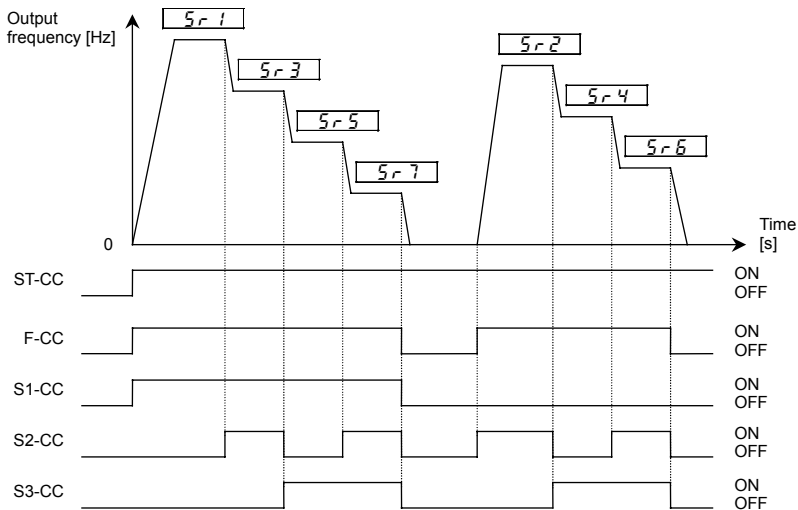 Output
frequency [Hz]
Sr1
Sr3
Sr5
Sr7
Sr2
Sr4
Sr6
0
Time
[s]
ST-CC
ON
OFF
F-CC
ON
OFF
S1-CC
ON
OFF
S2-CC
ON
OFF
S3-CC
ON
OFF